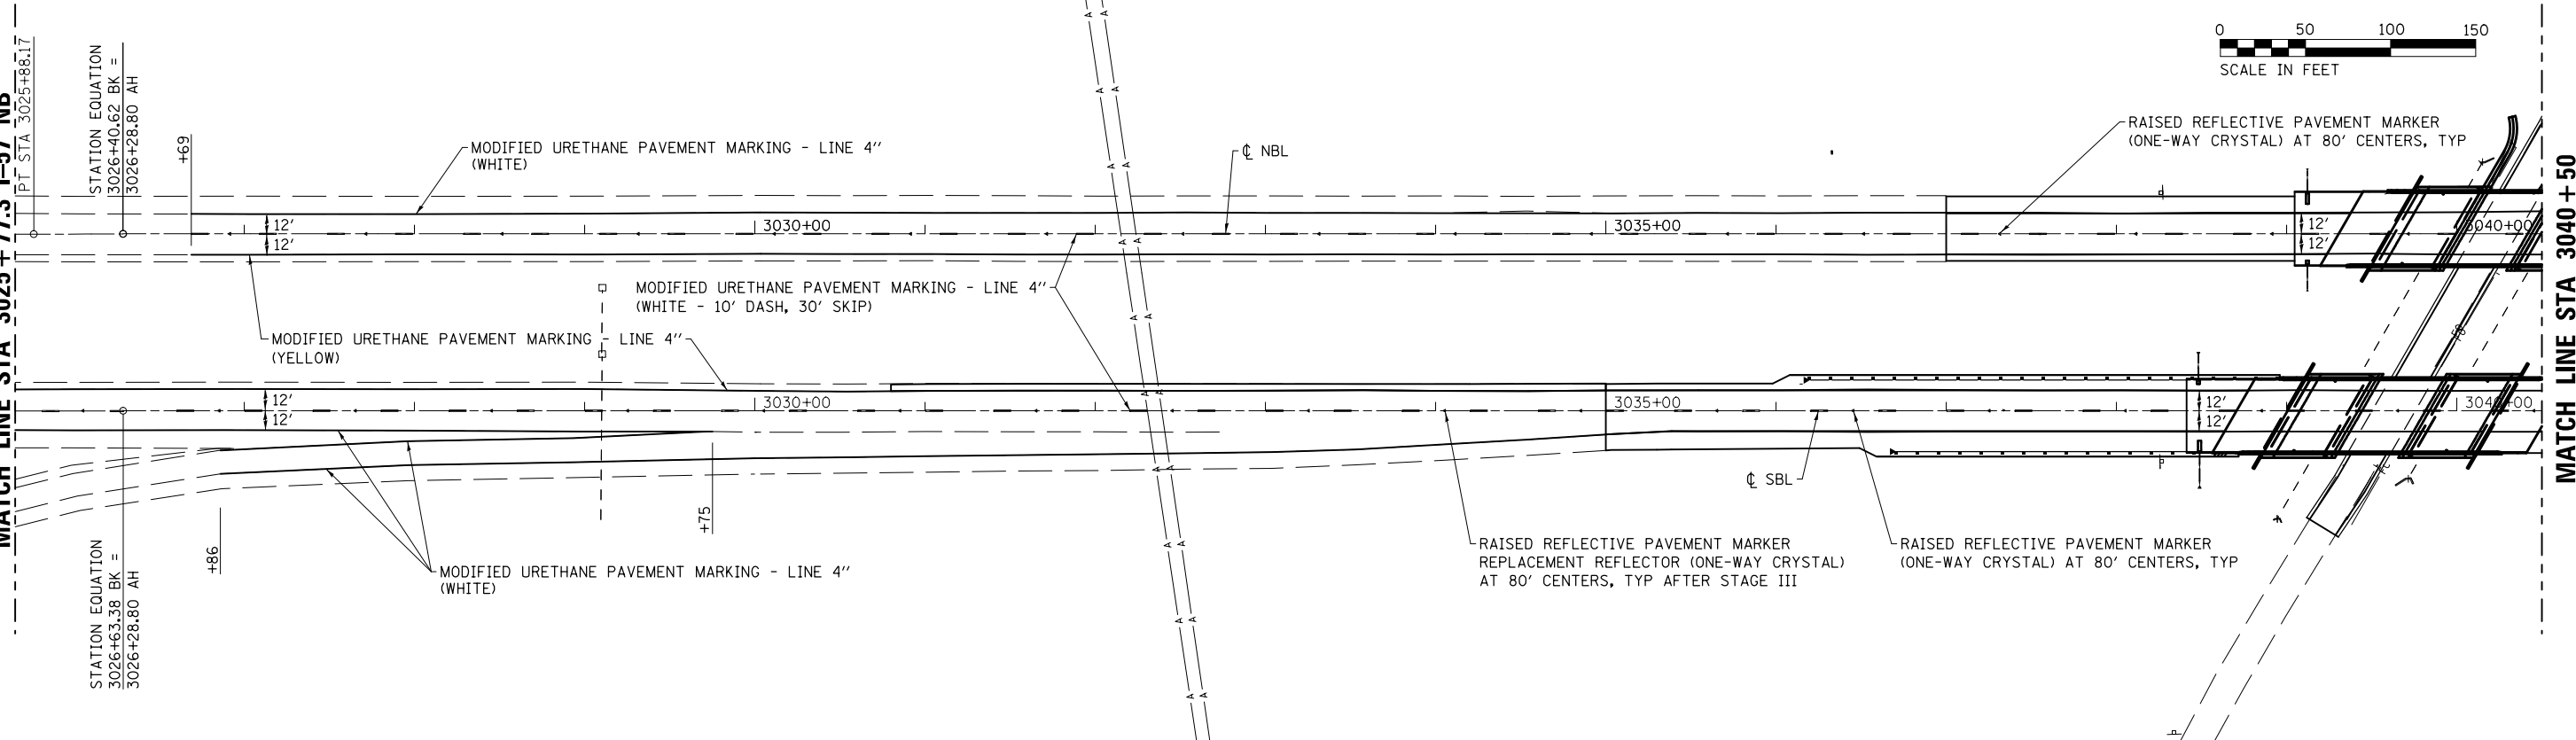 MATCH LINE STA 3025+77.3 I-57 NB
PT STA 3025+88.17
STATION EQUATION
3026+40.62 BK =
3026+28.80 AH
+69
MODIFIED URETHANE PAVEMENT MARKING - LINE 4"
(WHITE)
℄ NBL
0 50 100 150
SCALE IN FEET
RAISED REFLECTIVE PAVEMENT MARKER
(ONE-WAY CRYSTAL) AT 80' CENTERS, TYP
12'
12'
3030+00
3035+00
12'
12'
3040+00
MODIFIED URETHANE PAVEMENT MARKING - LINE 4"
(WHITE - 10' DASH, 30' SKIP)
MODIFIED URETHANE PAVEMENT MARKING - LINE 4"
(YELLOW)
12'
12'
3030+00
3035+00
12'
12'
3040+00
℄ SBL
+86
+75
MODIFIED URETHANE PAVEMENT MARKING - LINE 4"
(WHITE)
STATION EQUATION
3026+63.38 BK =
3026+28.80 AH
RAISED REFLECTIVE PAVEMENT MARKER
REPLACEMENT REFLECTOR (ONE-WAY CRYSTAL)
AT 80' CENTERS, TYP AFTER STAGE III
RAISED REFLECTIVE PAVEMENT MARKER
(ONE-WAY CRYSTAL) AT 80' CENTERS, TYP
MATCH LINE STA 3040+50
A A
A A
A A
A A
A A
A A
A A
A A
A A
A A